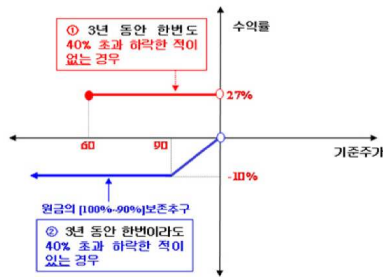 ① 3년 동안 한번도
40% 초과 하락한 적이
없는 경우
수익률
27%
60
90
기준주가
-10%
원금의 [100%~90%]보존추구
② 3년 동안 한번이라도
40% 초과 하락한 적이
있는 경우